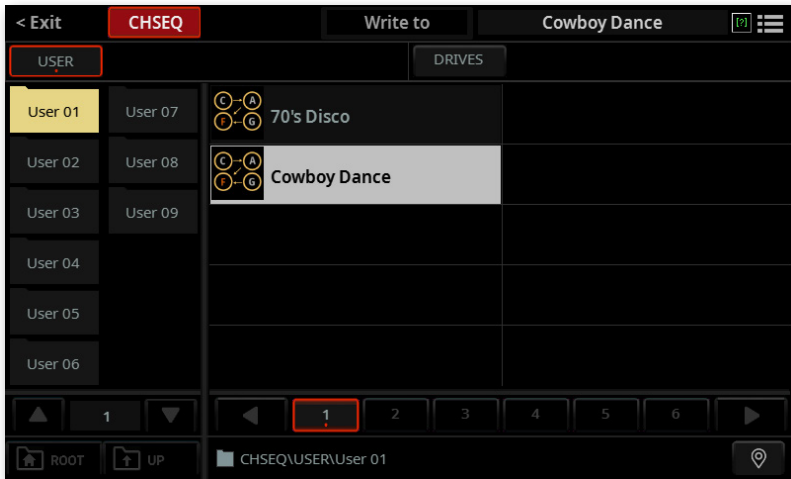 < Exit CHSEQ Write to Cowboy Dance [?]
USER DRIVES
User 01 User 07 C A F G 70's Disco
User 02 User 08 C A F G Cowboy Dance
User 03 User 09
User 04
User 05
User 06
1 1 2 3 4 5 6
ROOT UP CHSEQ\USER\User 01